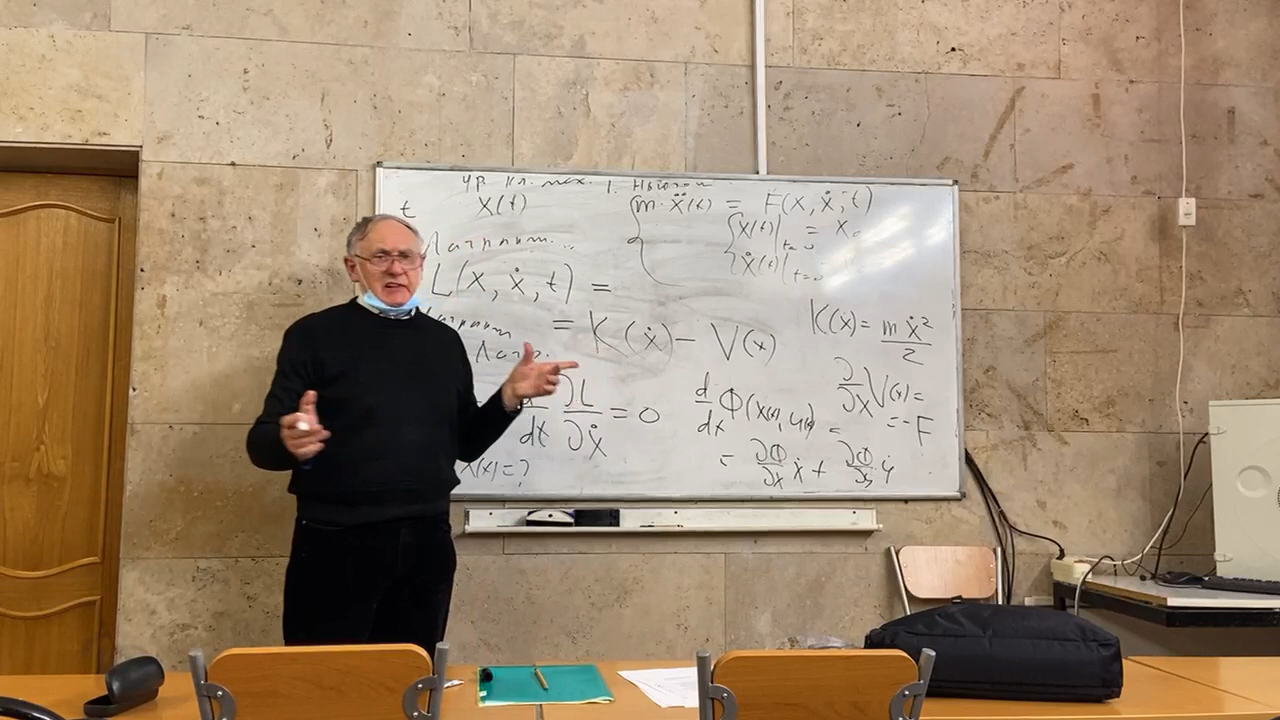 ур. кл. мех. 1. Ньютон
t X(t)
m·ẍ(t) = F(x, ẋ, t)
x(t)|t=0 = x₀
ẋ(t)|t=0
L(x, ẋ, t) =
= K(ẋ) − V(x)
K(ẋ) = mẋ²/2
d/dt ∂L/∂ẋ = 0
d/dt Φ(x(t), y(t)) =
= ∂Φ/∂x ẋ + ∂Φ/∂y ẏ
∂/∂x V(x) =
= −F
X(t) = ?